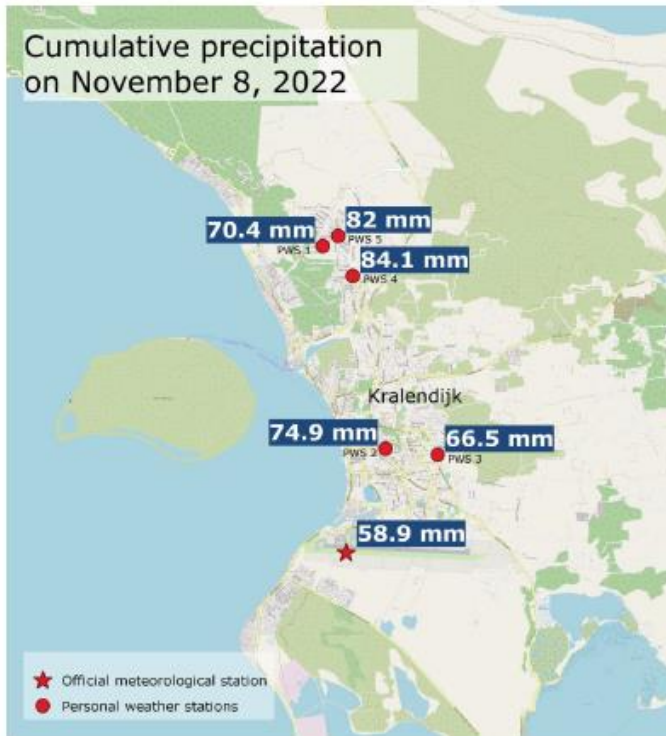 Cumulative precipitation
on November 8, 2022
70.4 mm
82 mm
PWS 1
PWS 5
84.1 mm
PWS 4
Kralendijk
74.9 mm
66.5 mm
PWS 2
PWS 3
58.9 mm
Official meteorological station
Personal weather stations